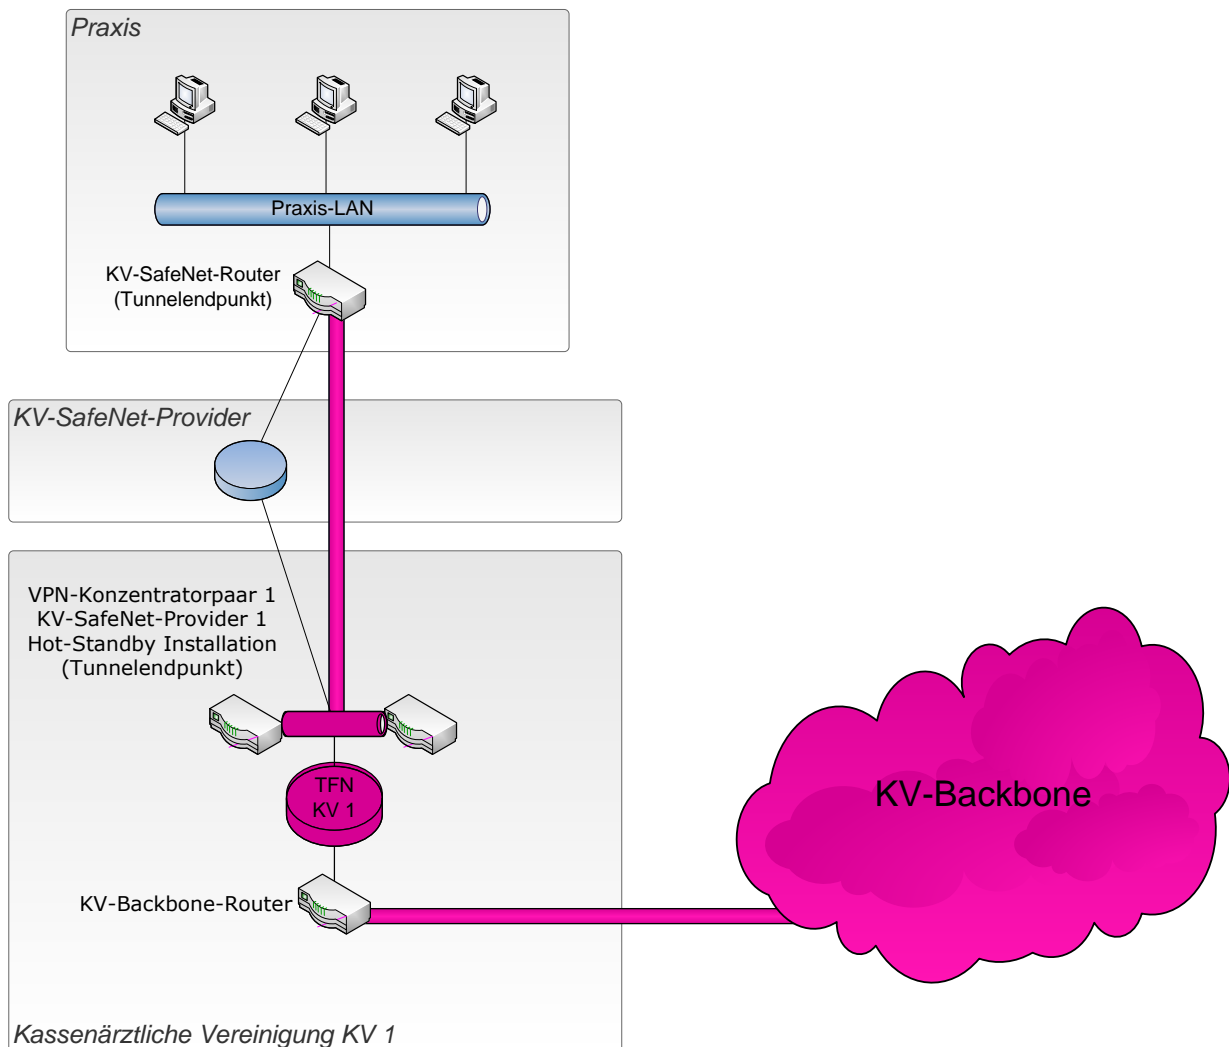 Praxis
Praxis-LAN
KV-SafeNet-Router
(Tunnelendpunkt)
KV-SafeNet-Provider
VPN-Konzentratorpaar 1
KV-SafeNet-Provider 1
Hot-Standby Installation
(Tunnelendpunkt)
TFN
KV 1
KV-Backbone
KV-Backbone-Router
Kassenärztliche Vereinigung KV 1